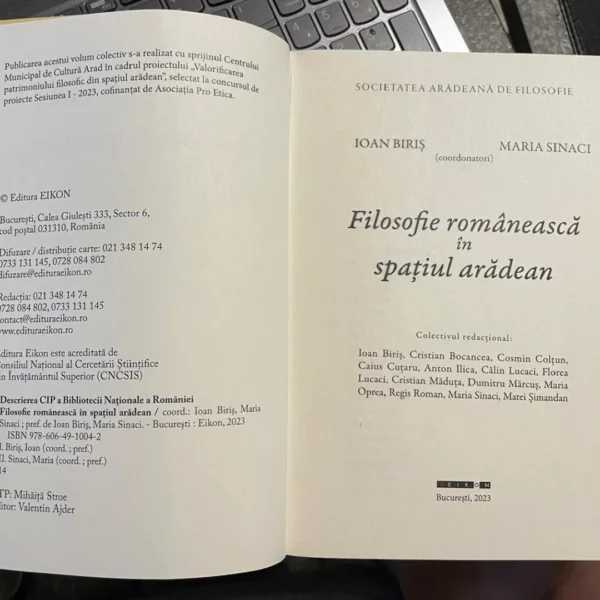 Publicarea acestui volum colectiv s-a realizat cu sprijinul Centrului
Municipal de Cultură Arad în cadrul proiectului „Valorificarea
patrimoniului filosofic din spațiul arădean”, selectat la concursul de
proiecte Sesiunea I - 2023, cofinanțat de Asociația Pro Etica.
© Editura EIKON
București, Calea Giulești 333, Sector 6,
cod poștal 031310, România
Difuzare / distribuție carte: 021 348 14 74
0733 131 145, 0728 084 802
difuzare@edituraeikon.ro
Redacția: 021 348 14 74
0728 084 802, 0733 131 145
contact@edituraeikon.ro
www.edituraeikon.ro
Editura Eikon este acreditată de
Consiliul Național al Cercetării Științifice
din Învățământul Superior (CNCSIS)
Descrierea CIP a Bibliotecii Naționale a României
Filosofie românească în spațiul arădean / coord.: Ioan Biriș, Maria
Sinaci ; pref. de Ioan Biriș, Maria Sinaci. - București : Eikon, 2023
ISBN 978-606-49-1004-2
I. Biriș, Ioan (coord. ; pref.)
II. Sinaci, Maria (coord. ; pref.)
14
DTP: Mihăiță Stroe
Editor: Valentin Ajder
SOCIETATEA ARĂDEANĂ DE FILOSOFIE
IOAN BIRIȘ MARIA SINACI
(coordonatori)
Filosofie românească
în
spațiul arădean
Colectivul redacțional:
Ioan Biriș, Cristian Bocancea, Cosmin Colțun,
Caius Cuțaru, Anton Ilica, Călin Lucaci, Florea
Lucaci, Cristian Măduța, Dumitru Mărcuș, Maria
Oprea, Regis Roman, Maria Sinaci, Matei Șimandan
EIKON
București, 2023